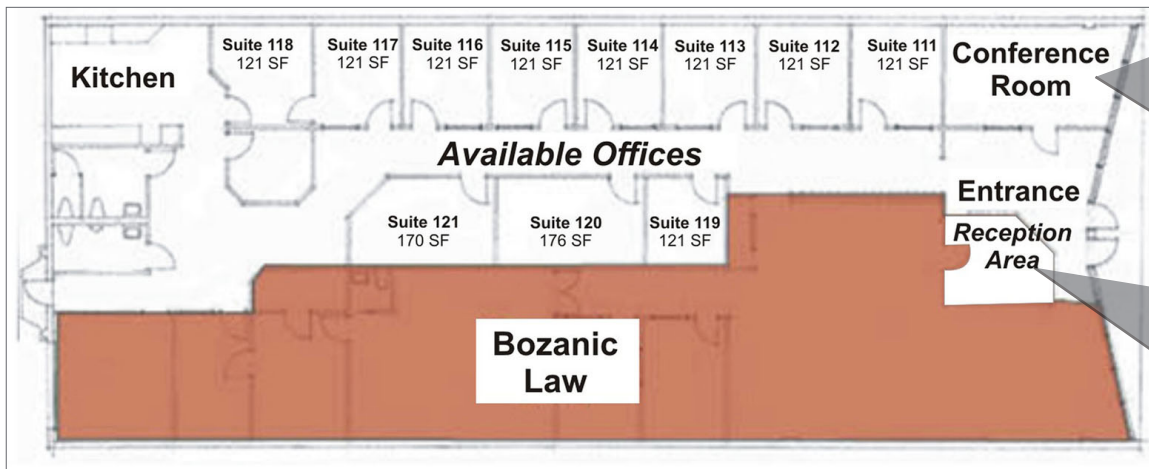 Kitchen
Suite 118
121 SF
Suite 117
121 SF
Suite 116
121 SF
Suite 115
121 SF
Suite 114
121 SF
Suite 113
121 SF
Suite 112
121 SF
Suite 111
121 SF
Conference
Room
Available Offices
Entrance
Suite 121
170 SF
Suite 120
176 SF
Suite 119
121 SF
Reception
Area
Bozanic
Law